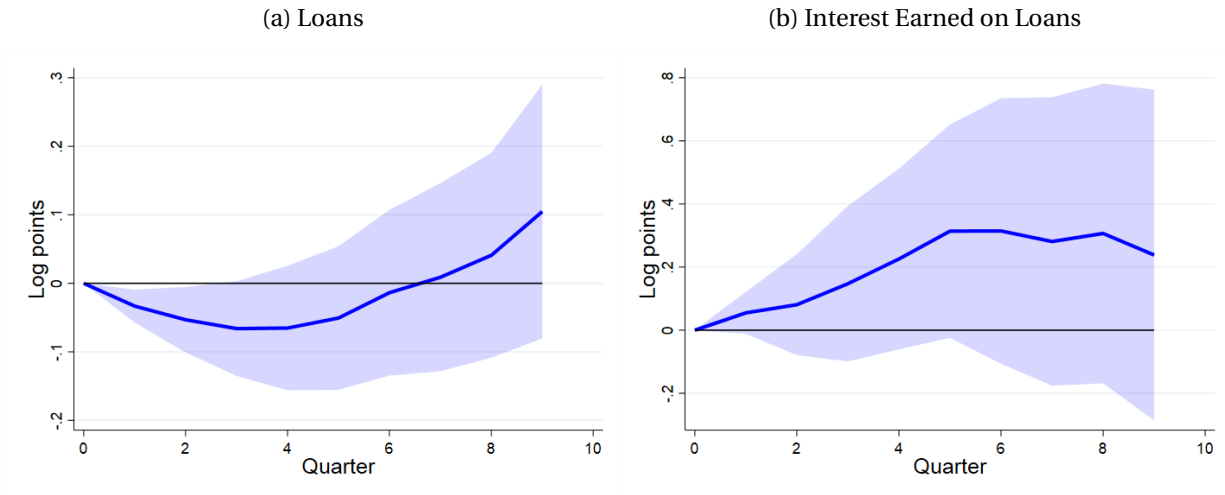 (a) Loans
.3
.2
.1
0
-.1
-.2
Log points
0 2 4 6 8 10
Quarter
(b) Interest Earned on Loans
.8
.6
.4
.2
0
-.2
Log points
0 2 4 6 8 10
Quarter